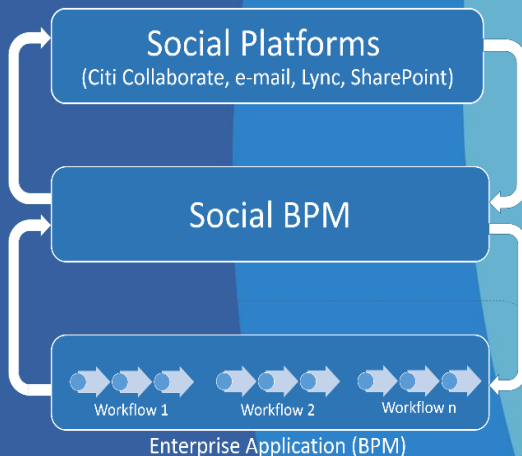 Social Platforms
(Citi Collaborate, e-mail, Lync, SharePoint)
Social BPM
Workflow 1
Workflow 2
Workflow n
Enterprise Application (BPM)